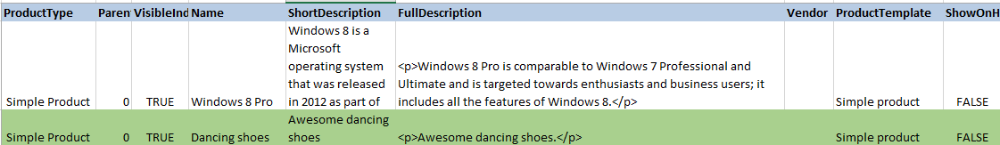 ProductType Paren VisibleInd Name ShortDescription FullDescription Vendor ProductTemplate ShowOnH
Windows 8 is a
Microsoft
operating system
that was released
in 2012 as part of
<p>Windows 8 Pro is comparable to Windows 7 Professional and
Ultimate and is targeted towards enthusiasts and business users; it
includes all the features of Windows 8.</p>
Simple Product 0 TRUE Windows 8 Pro Simple product FALSE
Awesome dancing
shoes
Simple Product 0 TRUE Dancing shoes <p>Awesome dancing shoes.</p> Simple product FALSE